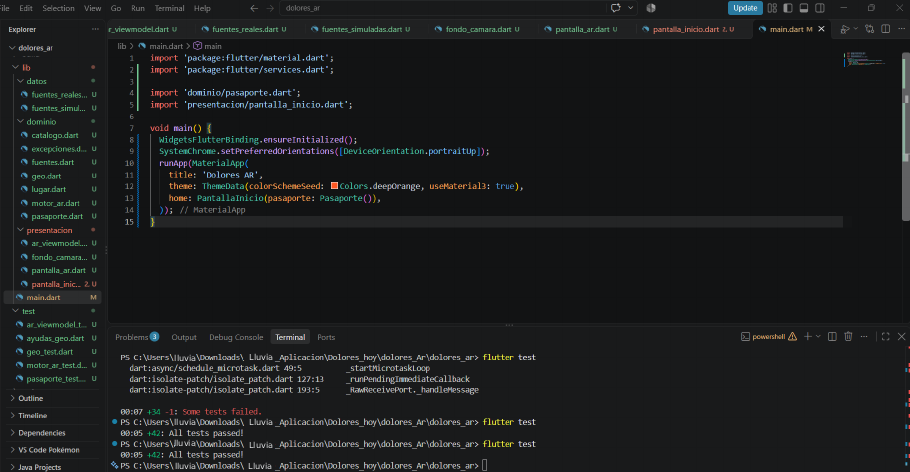 File Edit Selection View Go Run Terminal Help
dolores_ar
Update
Explorer
dolores_ar
lib
datos
fuentes_reales... U
fuentes_simul... U
dominio
catalogo.dart U
excepciones.d... U
fuentes.dart U
geo.dart U
lugar.dart U
motor_ar.dart U
pasaporte.dart U
presentacion
ar_viewmodel.... U
fondo_camara... U
pantalla_ar.dart U
pantalla_inic... 2, U
main.dart M
test
ar_viewmodel_t... U
ayudas_geo.dart U
geo_test.dart U
motor_ar_test.d... U
pasaporte_test... U
Outline
Timeline
Dependencies
VS Code Pokémon
Java Projects
ar_viewmodel.dart U
fuentes_reales.dart U
fuentes_simuladas.dart U
fondo_camara.dart U
pantalla_ar.dart U
pantalla_inicio.dart 2, U
main.dart M
lib > main.dart > main
1 import 'package:flutter/material.dart';
2 import 'package:flutter/services.dart';
3
4 import 'dominio/pasaporte.dart';
5 import 'presentacion/pantalla_inicio.dart';
6
7 void main() {
8 WidgetsFlutterBinding.ensureInitialized();
9 SystemChrome.setPreferredOrientations([DeviceOrientation.portraitUp]);
10 runApp(MaterialApp(
11 title: 'Dolores AR',
12 theme: ThemeData(colorSchemeSeed: Colors.deepOrange, useMaterial3: true),
13 home: PantallaInicio(pasaporte: Pasaporte()),
14 )); // MaterialApp
15 }
Problems 3 Output Debug Console Terminal Ports
powershell
PS C:\Users\lluvia\Downloads\ Lluvia _Aplicacion\Dolores_hoy\dolores_Ar\dolores_ar> flutter test
dart:async/schedule_microtask.dart 49:5 _startMicrotaskLoop
dart:isolate-patch/isolate_patch.dart 127:13 _runPendingImmediateCallback
dart:isolate-patch/isolate_patch.dart 193:5 _RawReceivePort._handleMessage
00:07 +34 -1: Some tests failed.
PS C:\Users\lluvia\Downloads\ Lluvia _Aplicacion\Dolores_hoy\dolores_Ar\dolores_ar> flutter test
00:05 +42: All tests passed!
PS C:\Users\lluvia\Downloads\ Lluvia _Aplicacion\Dolores_hoy\dolores_Ar\dolores_ar> flutter test
00:05 +42: All tests passed!
PS C:\Users\lluvia\Downloads\ Lluvia _Aplicacion\Dolores_hoy\dolores_Ar\dolores_ar>